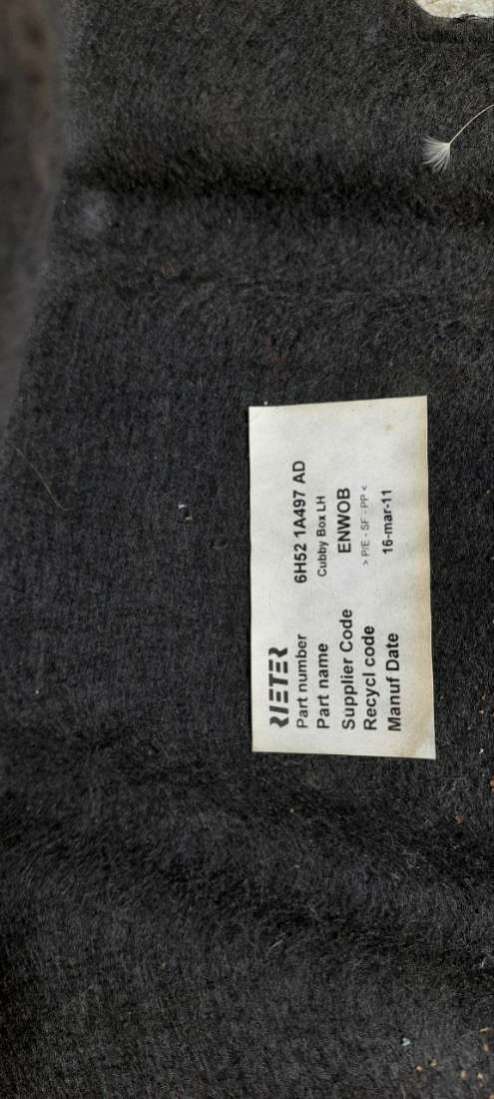 RIETER
Part number 6H52 1A497 AD
Part name Cubby Box LH
Supplier Code ENWOB
Recycl code > P/E - SF - PP <
Manuf Date 16-mar-11